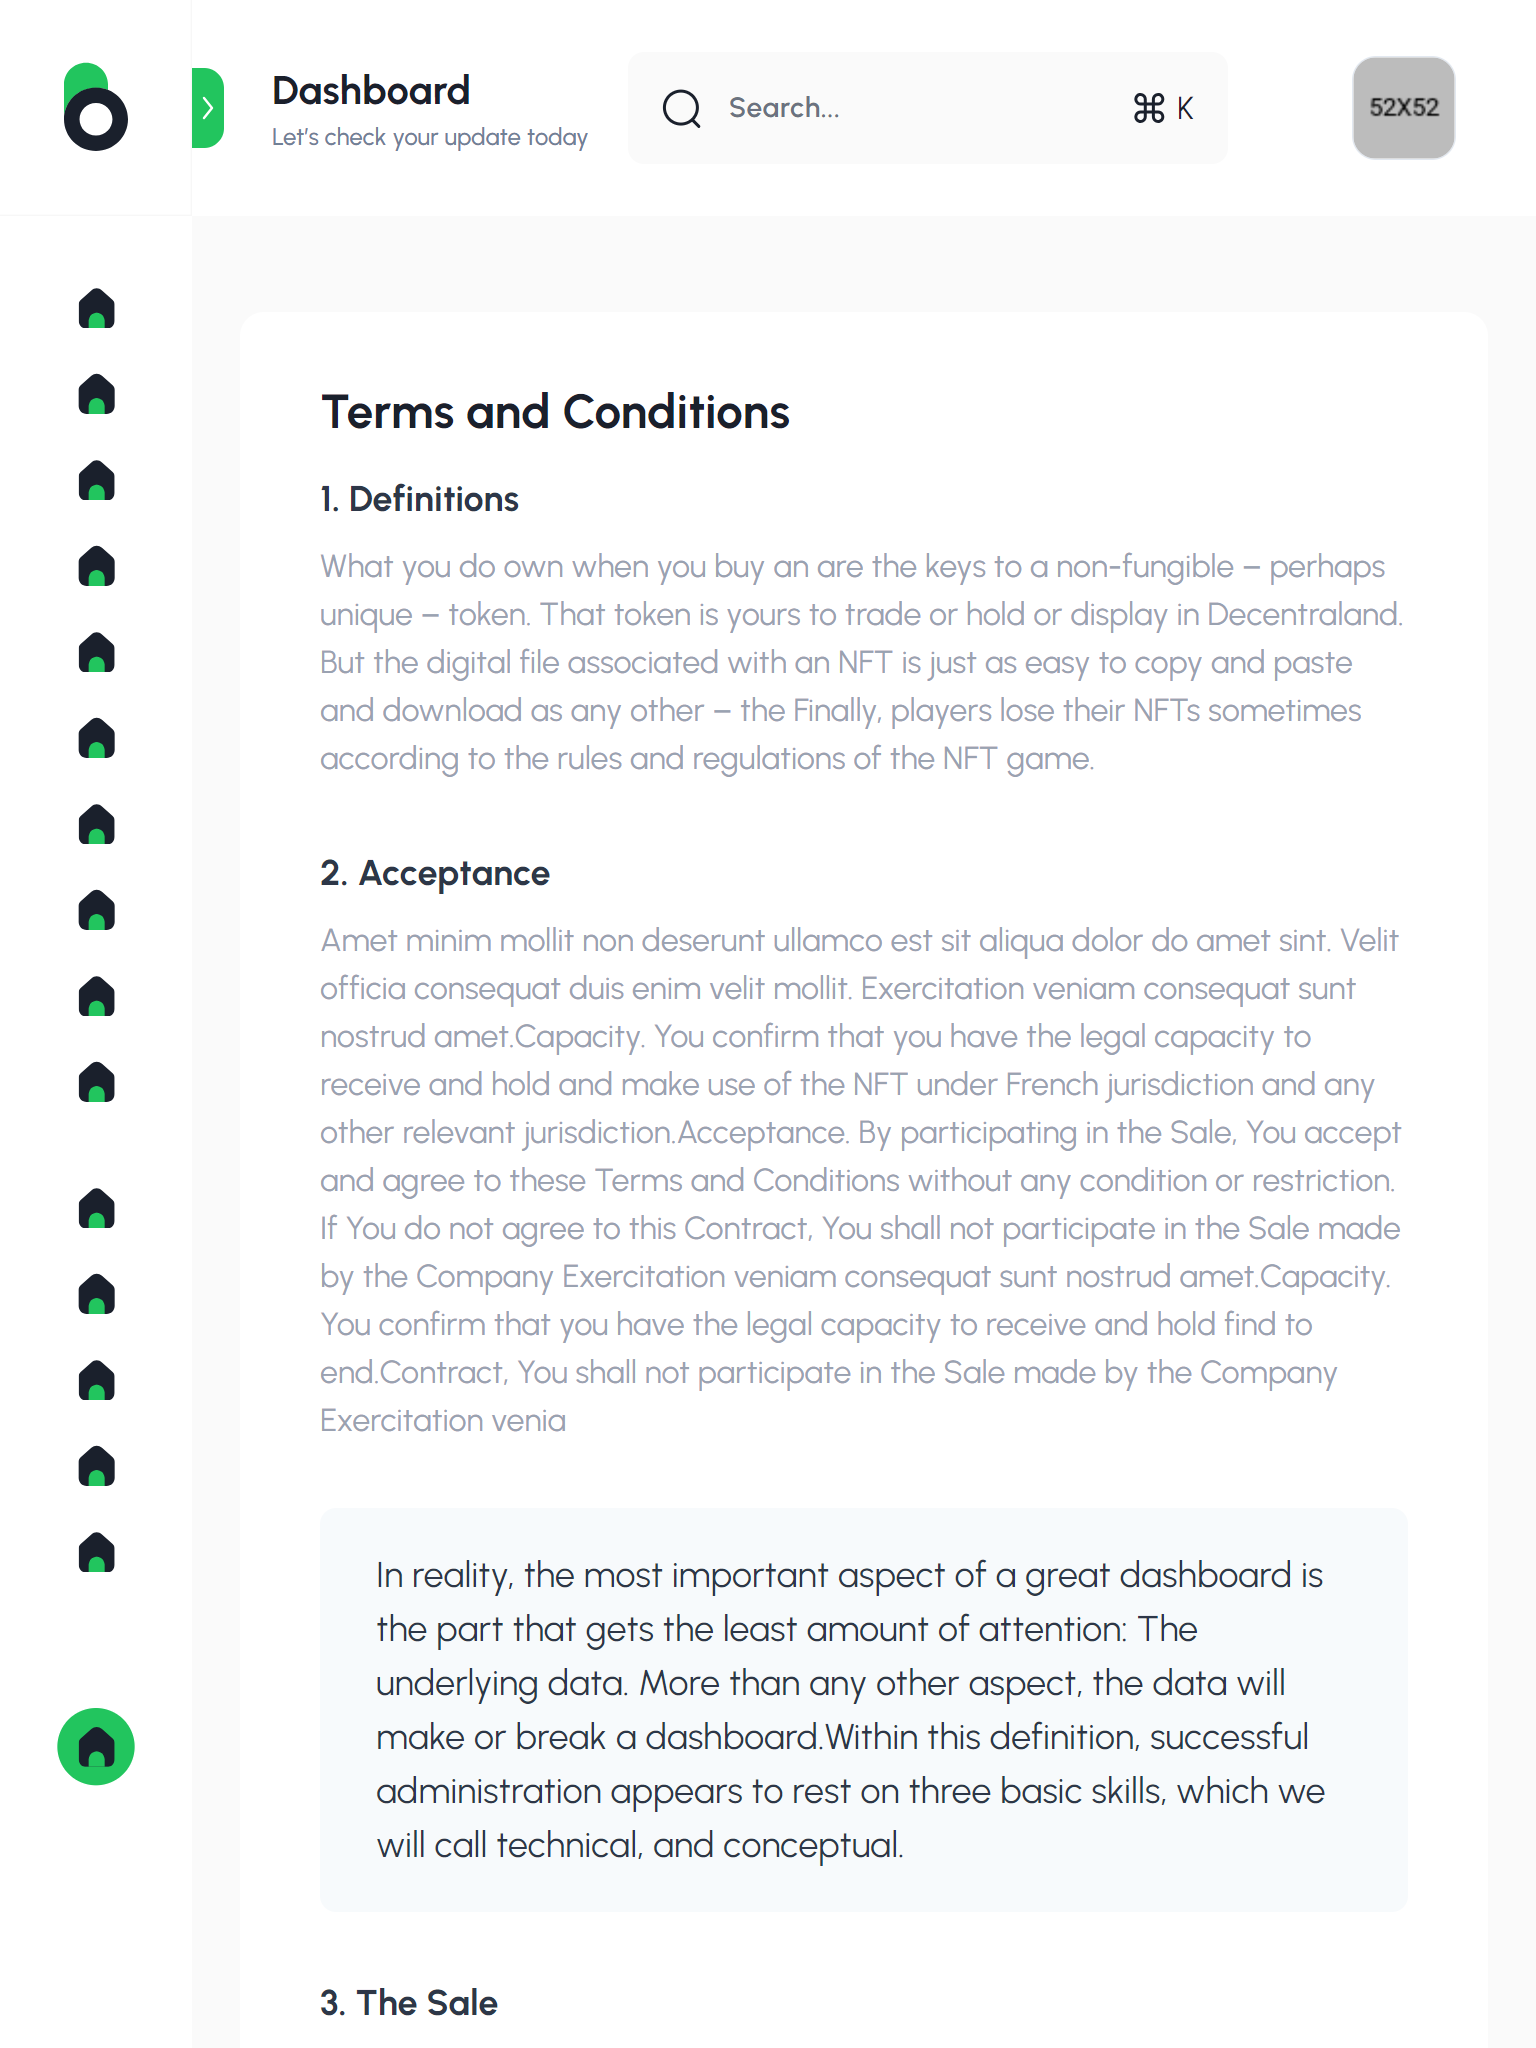 Dashboard
Let's check your update today
Search...
⌘ K
52X52
Terms and Conditions
1. Definitions
What you do own when you buy an are the keys to a non-fungible – perhaps
unique – token. That token is yours to trade or hold or display in Decentraland.
But the digital file associated with an NFT is just as easy to copy and paste
and download as any other – the Finally, players lose their NFTs sometimes
according to the rules and regulations of the NFT game.
2. Acceptance
Amet minim mollit non deserunt ullamco est sit aliqua dolor do amet sint. Velit
officia consequat duis enim velit mollit. Exercitation veniam consequat sunt
nostrud amet.Capacity. You confirm that you have the legal capacity to
receive and hold and make use of the NFT under French jurisdiction and any
other relevant jurisdiction.Acceptance. By participating in the Sale, You accept
and agree to these Terms and Conditions without any condition or restriction.
If You do not agree to this Contract, You shall not participate in the Sale made
by the Company Exercitation veniam consequat sunt nostrud amet.Capacity.
You confirm that you have the legal capacity to receive and hold find to
end.Contract, You shall not participate in the Sale made by the Company
Exercitation venia
In reality, the most important aspect of a great dashboard is
the part that gets the least amount of attention: The
underlying data. More than any other aspect, the data will
make or break a dashboard.Within this definition, successful
administration appears to rest on three basic skills, which we
will call technical, and conceptual.
3. The Sale